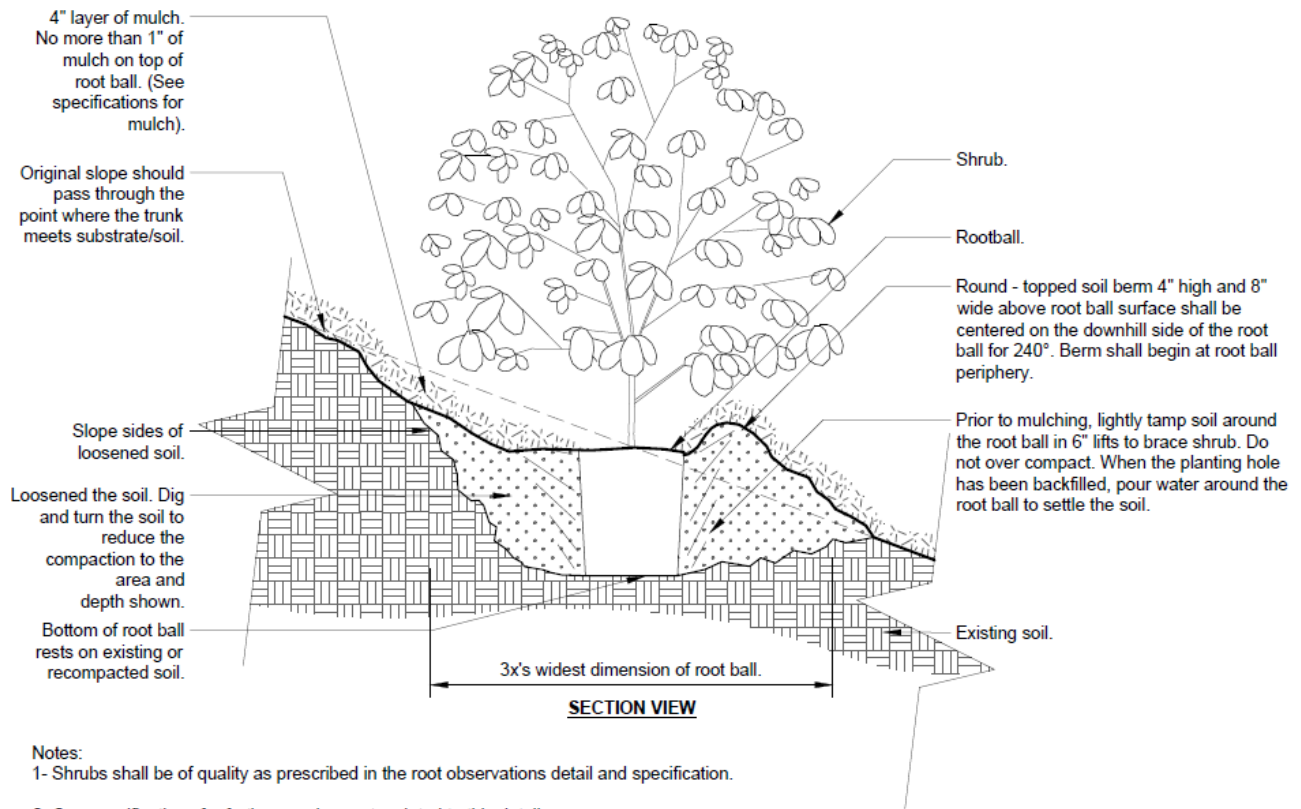 4" layer of mulch.
No more than 1" of
mulch on top of
root ball. (See
specifications for
mulch).
Original slope should
pass through the
point where the trunk
meets substrate/soil.
Slope sides of
loosened soil.
Loosened the soil. Dig
and turn the soil to
reduce the
compaction to the
area and
depth shown.
Bottom of root ball
rests on existing or
recompacted soil.
Shrub.
Rootball.
Round - topped soil berm 4" high and 8"
wide above root ball surface shall be
centered on the downhill side of the root
ball for 240°. Berm shall begin at root ball
periphery.
Prior to mulching, lightly tamp soil around
the root ball in 6" lifts to brace shrub. Do
not over compact. When the planting hole
has been backfilled, pour water around the
root ball to settle the soil.
Existing soil.
3x's widest dimension of root ball.
SECTION VIEW
Notes:
1- Shrubs shall be of quality as prescribed in the root observations detail and specification.